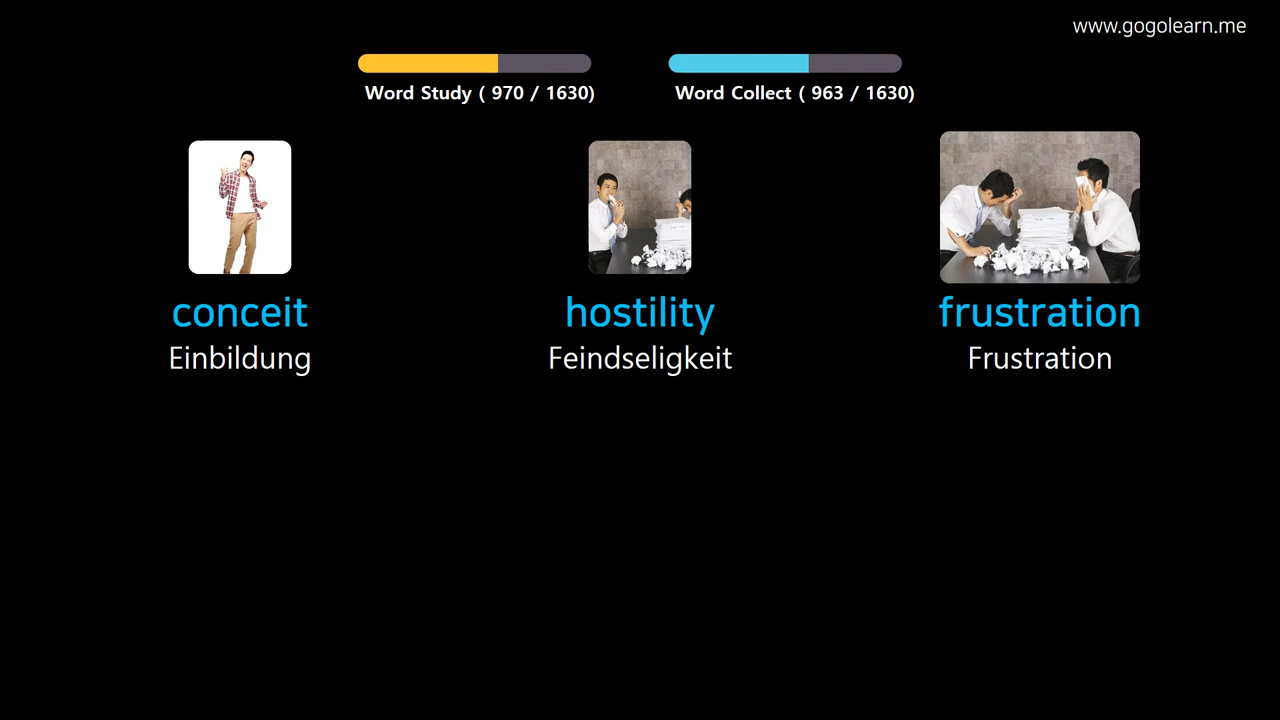 www.gogolearn.me
Word Study ( 970 / 1630)
Word Collect ( 963 / 1630)
conceit
Einbildung
hostility
Feindseligkeit
frustration
Frustration